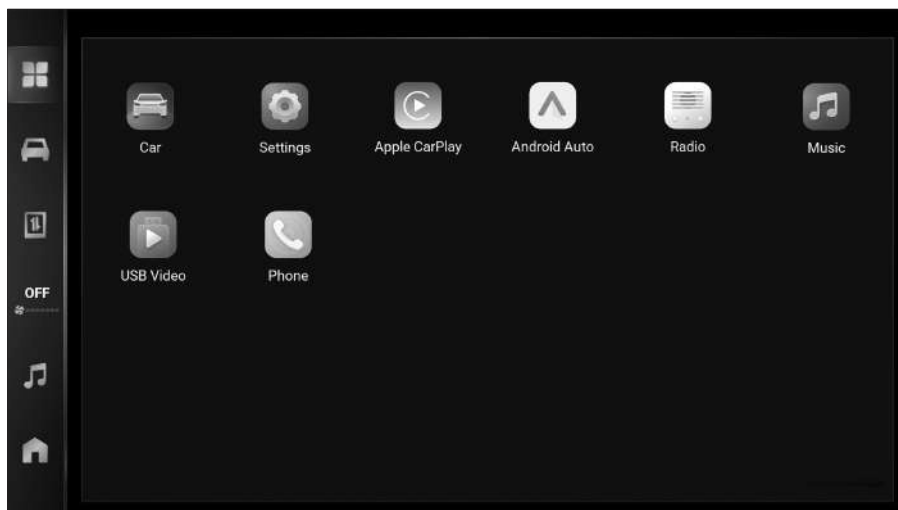 Car
Settings
Apple CarPlay
Android Auto
Radio
Music
USB Video
Phone
OFF